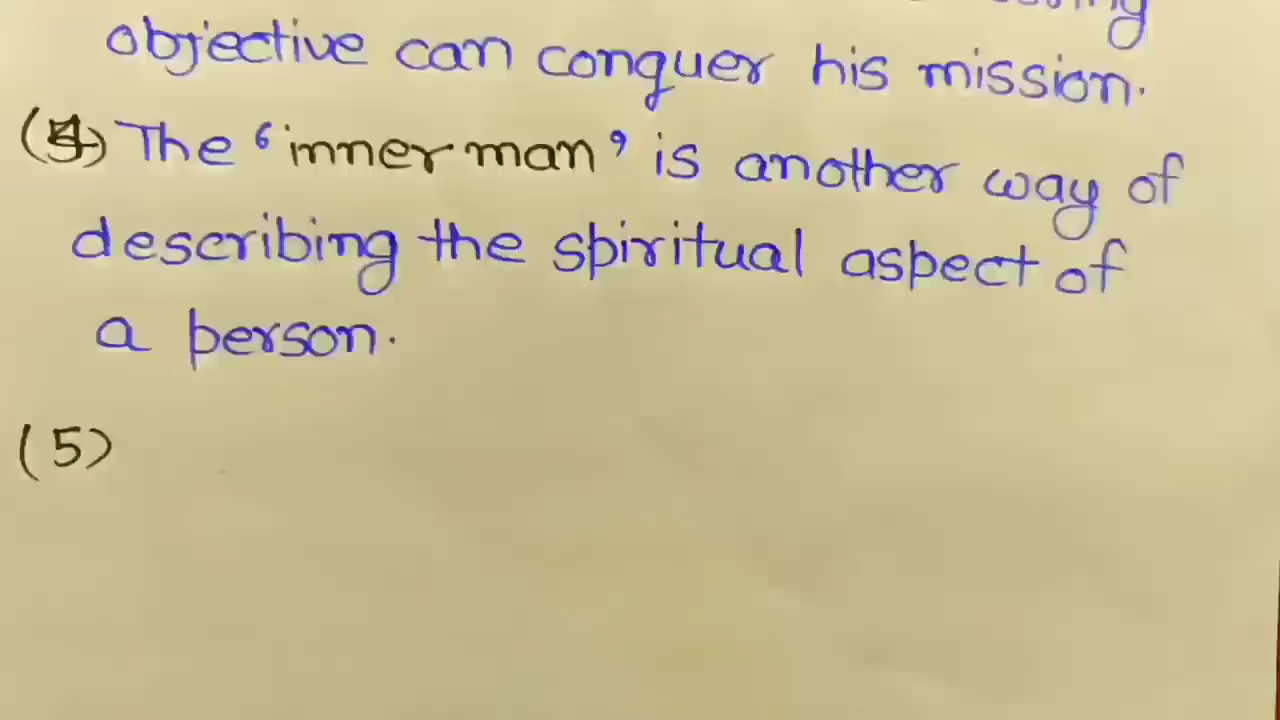 objective can conquer his mission.
(4) The 'inner man' is another way of
describing the spiritual aspect of
a person.
(5)